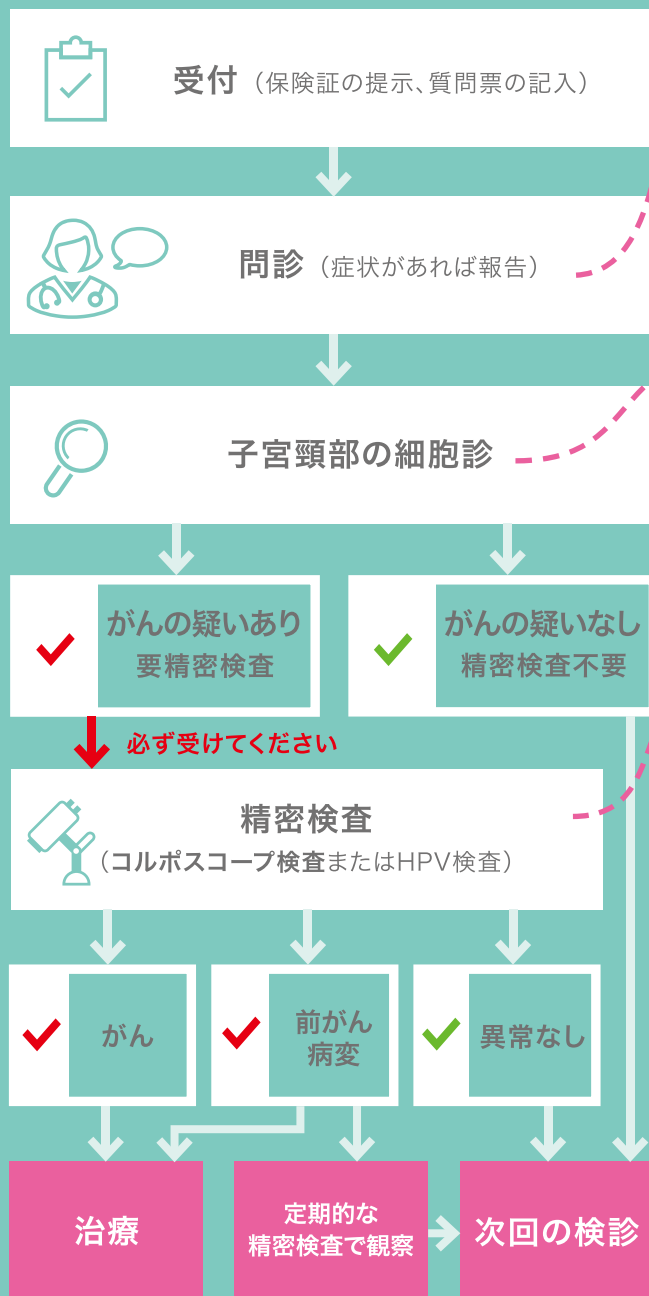 受付（保険証の提示、質問票の記入）
問診（症状があれば報告）
子宮頸部の細胞診
がんの疑いあり
要精密検査
がんの疑いなし
精密検査不要
必ず受けてください
精密検査
（コルポスコープ検査またはHPV検査）
がん
前がん
病変
異常なし
治療
定期的な
精密検査で観察
次回の検診